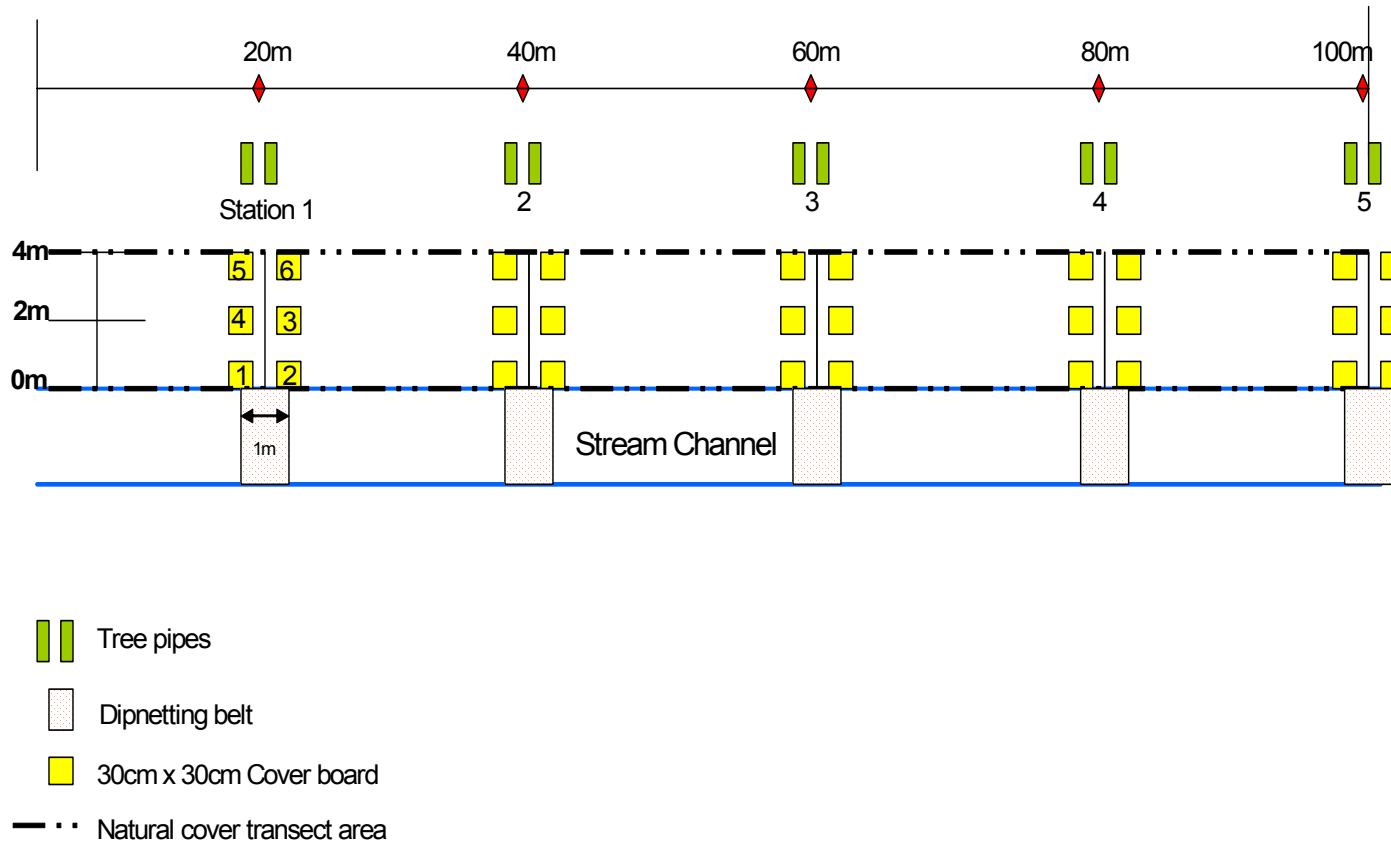 20m 40m 60m 80m 100m
Station 1 2 3 4 5
4m
5 6
2m
4 3
0m
1 2
1m
Stream Channel
Tree pipes
Dipnetting belt
30cm x 30cm Cover board
Natural cover transect area